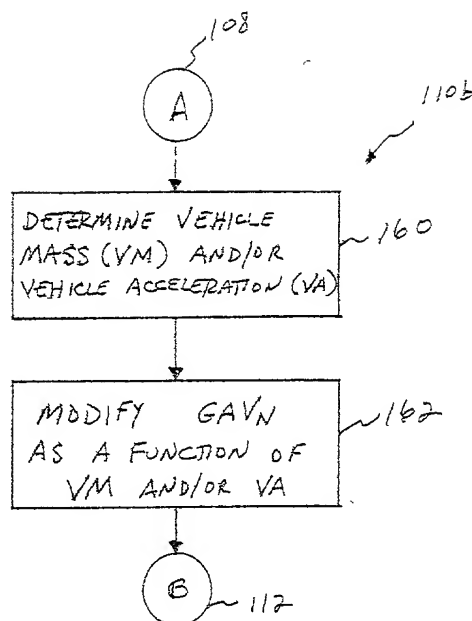 108
A
110b
DETERMINE VEHICLE
MASS (VM) AND/OR
VEHICLE ACCELERATION (VA)
160
MODIFY GAVN
AS A FUNCTION OF
VM AND/OR VA
162
B
112